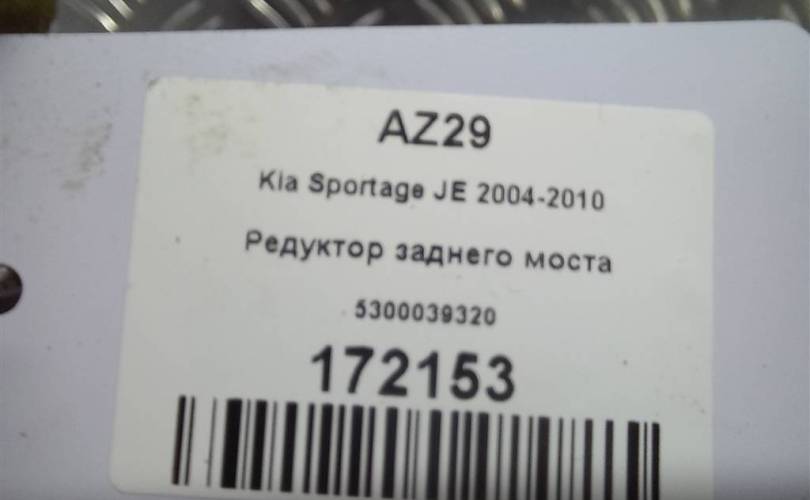 AZ29
Kia Sportage JE 2004-2010
Редуктор заднего моста
5300039320
172153